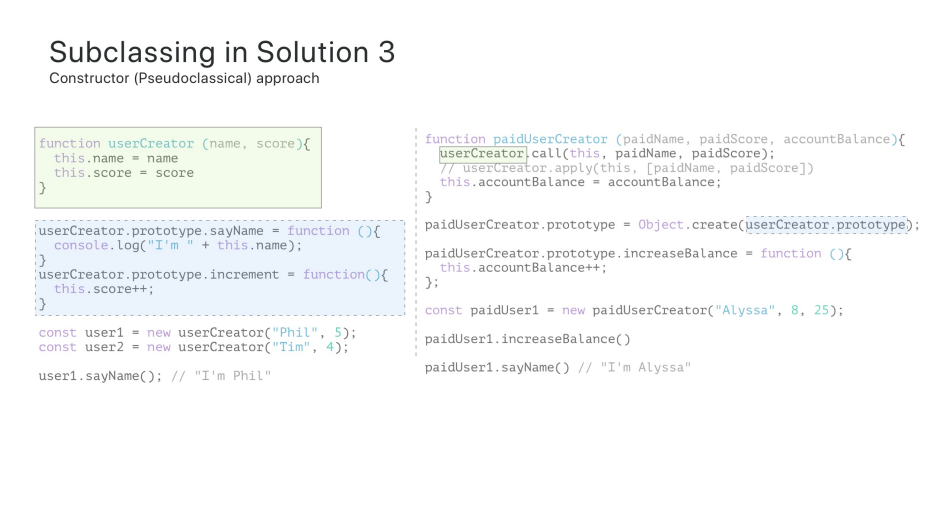 Subclassing in Solution 3
Constructor (Pseudoclassical) approach
function userCreator (name, score){
  this.name = name
  this.score = score
}
userCreator.prototype.sayName = function (){
  console.log("I'm " + this.name);
}
userCreator.prototype.increment = function(){
  this.score++;
}
const user1 = new userCreator("Phil", 5);
const user2 = new userCreator("Tim", 4);
user1.sayName(); // "I'm Phil"
function paidUserCreator (paidName, paidScore, accountBalance){
  userCreator.call(this, paidName, paidScore);
  // userCreator.apply(this, [paidName, paidScore])
  this.accountBalance = accountBalance;
}
paidUserCreator.prototype = Object.create(userCreator.prototype);
paidUserCreator.prototype.increaseBalance = function (){
  this.accountBalance++;
};
const paidUser1 = new paidUserCreator("Alyssa", 8, 25);
paidUser1.increaseBalance()
paidUser1.sayName() // "I'm Alyssa"